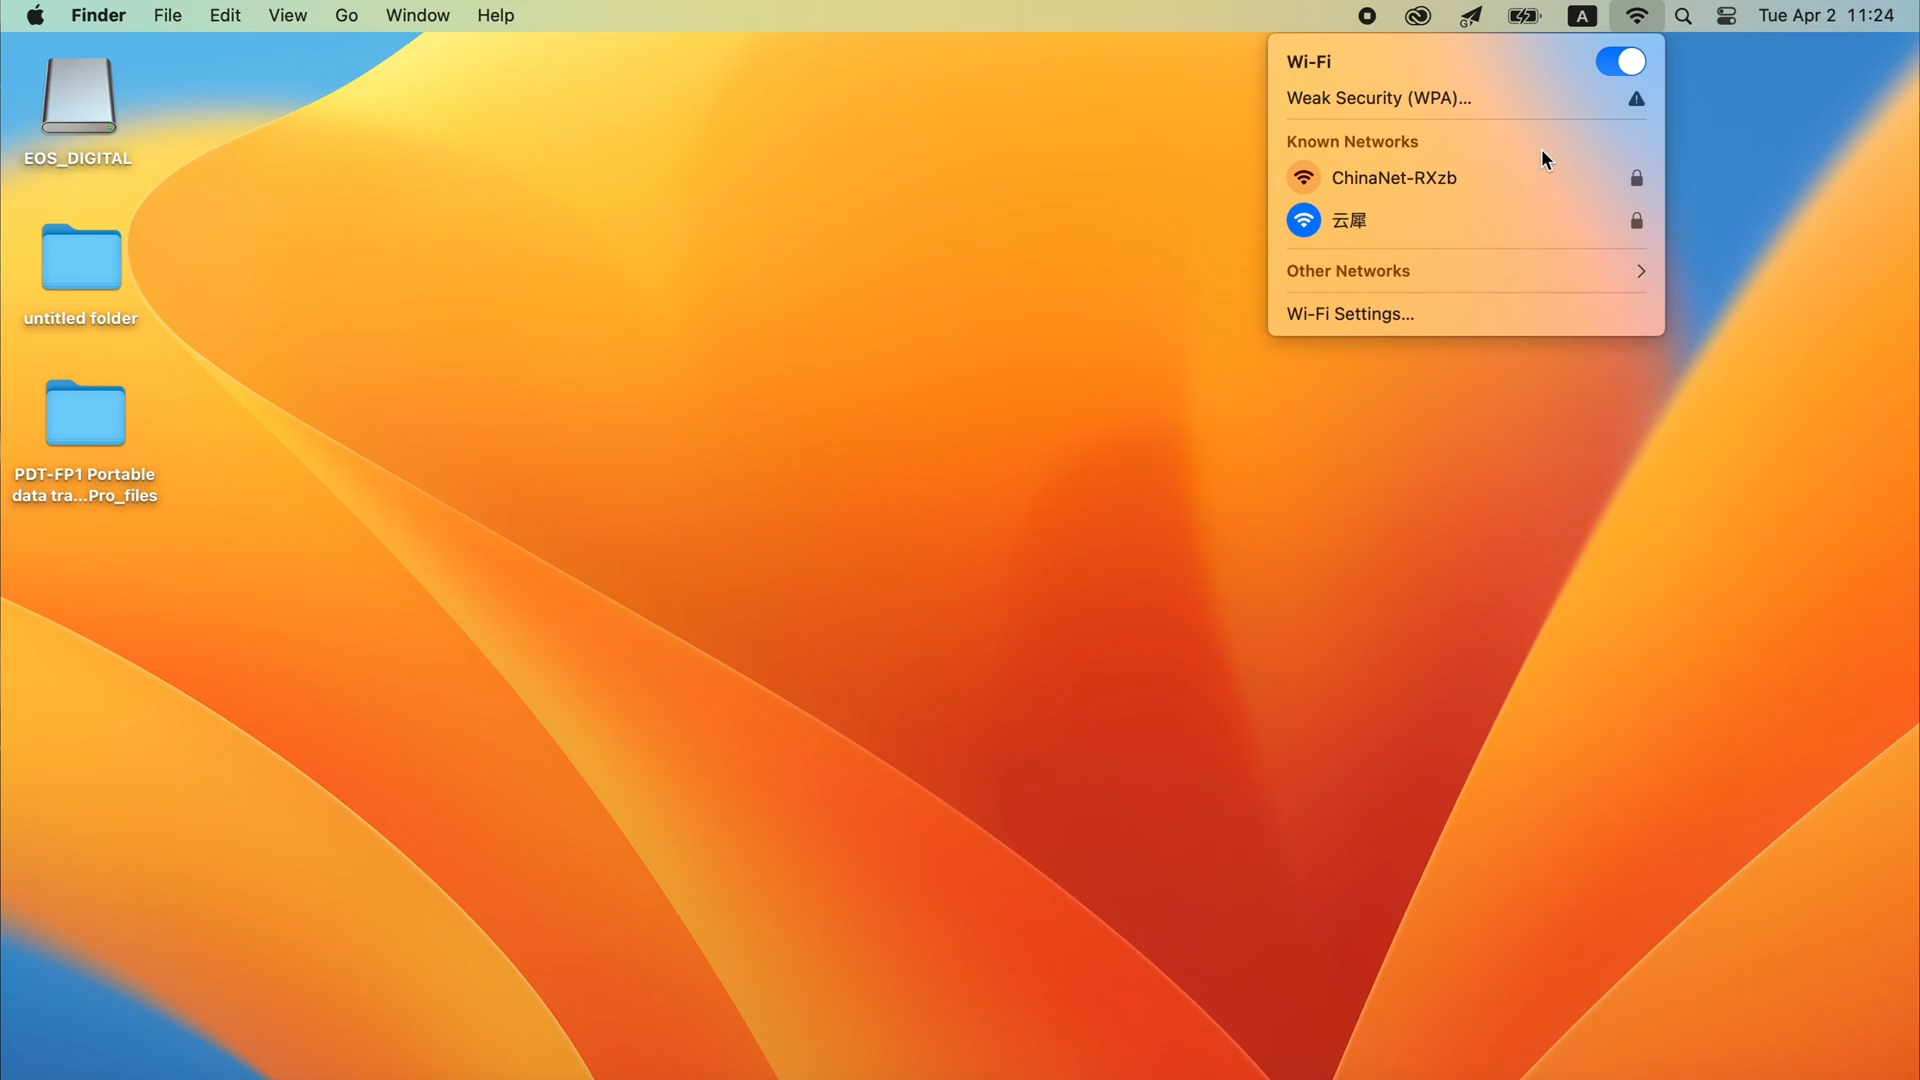 Finder File Edit View Go Window Help
G A Tue Apr 2 11:24
Wi-Fi
Weak Security (WPA)...
Known Networks
ChinaNet-RXzb
云犀
Other Networks
Wi-Fi Settings...
EOS_DIGITAL
untitled folder
PDT-FP1 Portable
data tra...Pro_files